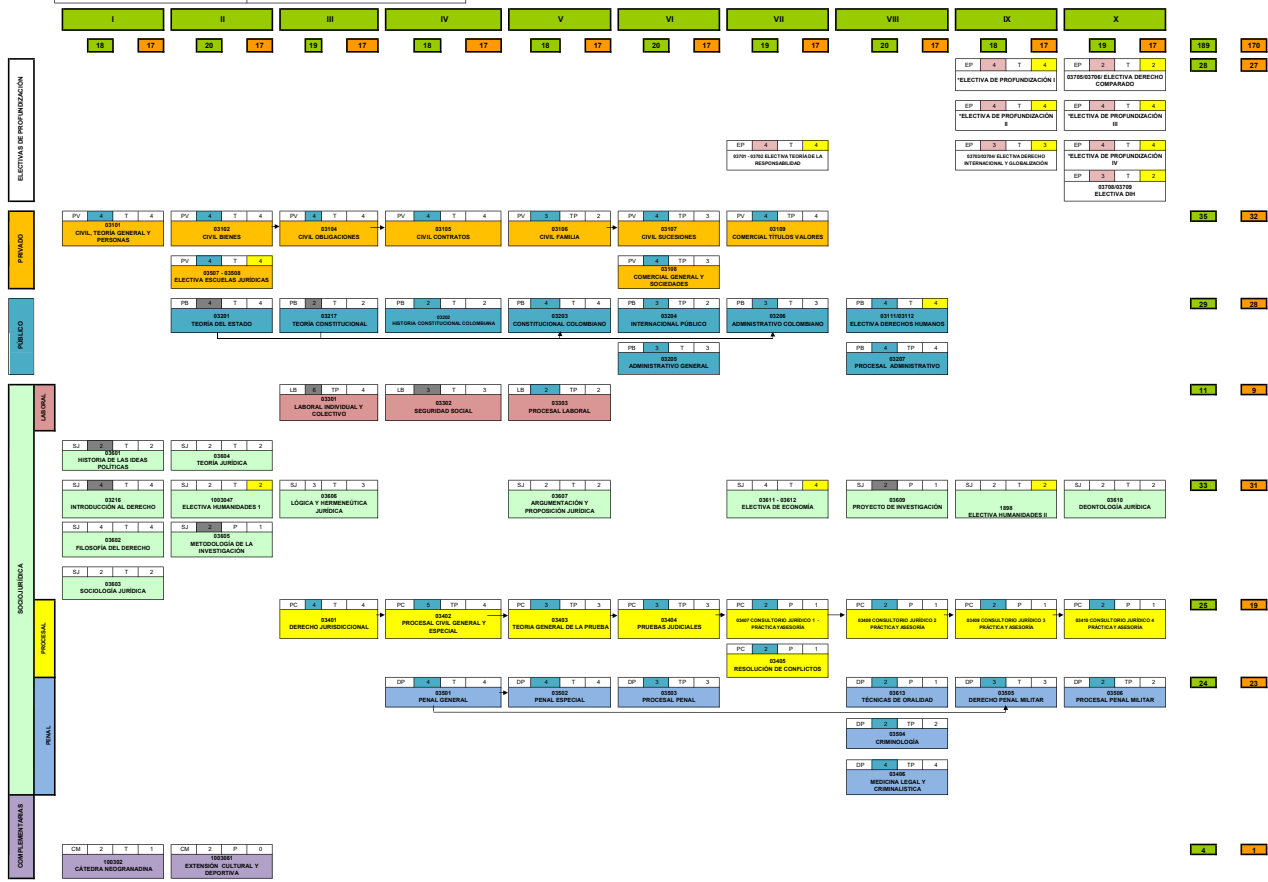 I II III IV V VI VII VIII IX X
18 17 20 17 19 17 18 17 18 17 20 17 19 17 20 17 18 17 19 17 189 170
ELECTIVAS DE PROFUNDIZACIÓN
EP 4 T 4 EP 2 T 2 28 27
*ELECTIVA DE PROFUNDIZACIÓN I
03705/03706/ ELECTIVA DERECHO
COMPARADO
EP 4 T 4 EP 4 T 4
*ELECTIVA DE PROFUNDIZACIÓN
II
*ELECTIVA DE PROFUNDIZACIÓN
III
EP 4 T 4 EP 3 T 3 EP 4 T 4
03701 - 03702 ELECTIVA TEORÍA DE LA
RESPONSABILIDAD
03703/03704/ ELECTIVA DERECHO
INTERNACIONAL Y GLOBALIZACIÓN
*ELECTIVA DE PROFUNDIZACIÓN
IV
EP 3 T 2
03708/03709
ELECTIVA DIH
PRIVADO
PV 4 T 4 PV 4 T 4 PV 4 T 4 PV 4 T 4 PV 3 TP 2 PV 4 TP 3 PV 4 TP 4 35 32
03101
CIVIL, TEORÍA GENERAL Y
PERSONAS
03102
CIVIL BIENES
03104
CIVIL OBLIGACIONES
03105
CIVIL CONTRATOS
03106
CIVIL FAMILIA
03107
CIVIL SUCESIONES
03109
COMERCIAL TÍTULOS VALORES
PV 4 T 4 PV 4 TP 3
03507 - 03508
ELECTIVA ESCUELAS JURÍDICAS
03108
COMERCIAL GENERAL Y
SOCIEDADES
PÚBLICO
PB 4 T 4 PB 2 T 4 PB 2 T 2 PB 4 T 4 PB 3 TP 2 PB 3 T 3 PB 4 T 4 29 28
03201
TEORÍA DEL ESTADO
03217
TEORÍA CONSTITUCIONAL
03202
HISTORIA CONSTITUCIONAL COLOMBIANA
03203
CONSTITUCIONAL COLOMBIANO
03204
INTERNACIONAL PÚBLICO
03206
ADMINISTRATIVO COLOMBIANO
03111/03112
ELECTIVA DERECHOS HUMANOS
PB 3 T 3 PB 4 TP 4
03205
ADMINISTRATIVO GENERAL
03207
PROCESAL ADMINISTRATIVO
SOCIOJURÍDICA
LABORAL
LB 6 TP 4 LB 3 T 3 LB 2 TP 2 11 9
03301
LABORAL INDIVIDUAL Y
COLECTIVO
03302
SEGURIDAD SOCIAL
03303
PROCESAL LABORAL
SJ 2 T 2 SJ 2 T 2
03601
HISTORIA DE LAS IDEAS
POLÍTICAS
03604
TEORÍA JURÍDICA
SJ 4 T 4 SJ 2 T 2 SJ 3 T 3 SJ 2 T 2 SJ 4 T 4 SJ 2 P 1 SJ 2 T 2 SJ 2 T 2 33 31
03216
INTRODUCCIÓN AL DERECHO
1003047
ELECTIVA HUMANIDADES 1
03606
LÓGICA Y HERMENEÚTICA
JURÍDICA
03607
ARGUMENTACIÓN Y
PROPOSICIÓN JURÍDICA
03611 - 03612
ELECTIVA DE ECONOMÍA
03609
PROYECTO DE INVESTIGACIÓN
1898
ELECTIVA HUMANIDADES II
03610
DEONTOLOGÍA JURÍDICA
SJ 4 T 4 SJ 2 P 1
03602
FILOSOFÍA DEL DERECHO
03605
METODOLOGÍA DE LA
INVESTIGACIÓN
SJ 2 T 2
03603
SOCIOLOGÍA JURÍDICA
PROCESAL
PC 4 T 4 PC 5 TP 4 PC 3 TP 3 PC 3 TP 3 PC 2 P 1 PC 2 P 1 PC 2 P 1 PC 2 P 1 25 19
03401
DERECHO JURISDICCIONAL
03402
PROCESAL CIVIL GENERAL Y
ESPECIAL
03403
TEORIA GENERAL DE LA PRUEBA
03404
PRUEBAS JUDICIALES
03407 CONSULTORIO JURÍDICO 1 -
PRÁCTICA Y ASESORÍA
03408 CONSULTORIO JURÍDICO 2
PRÁCTICA Y ASESORÍA
03409 CONSULTORIO JURÍDICO 3
PRÁCTICA Y ASESORÍA
03410 CONSULTORIO JURÍDICO 4
PRÁCTICA Y ASESORÍA
PC 2 P 1
03405
RESOLUCIÓN DE CONFLICTOS
PENAL
DP 4 T 4 DP 4 T 4 DP 3 TP 3 DP 2 P 1 DP 3 T 3 DP 2 TP 2 24 23
03501
PENAL GENERAL
03502
PENAL ESPECIAL
03503
PROCESAL PENAL
03613
TÉCNICAS DE ORALIDAD
03505
DERECHO PENAL MILITAR
03506
PROCESAL PENAL MILITAR
DP 2 TP 2
03504
CRIMINOLOGÍA
DP 4 TP 4
03406
MEDICINA LEGAL Y
CRIMINALISTICA
COMPLEMENTARIAS
CM 2 T 1 CM 2 P 0 4 1
100302
CÁTEDRA NEOGRANADINA
1003061
EXTENSIÓN CULTURAL Y
DEPORTIVA